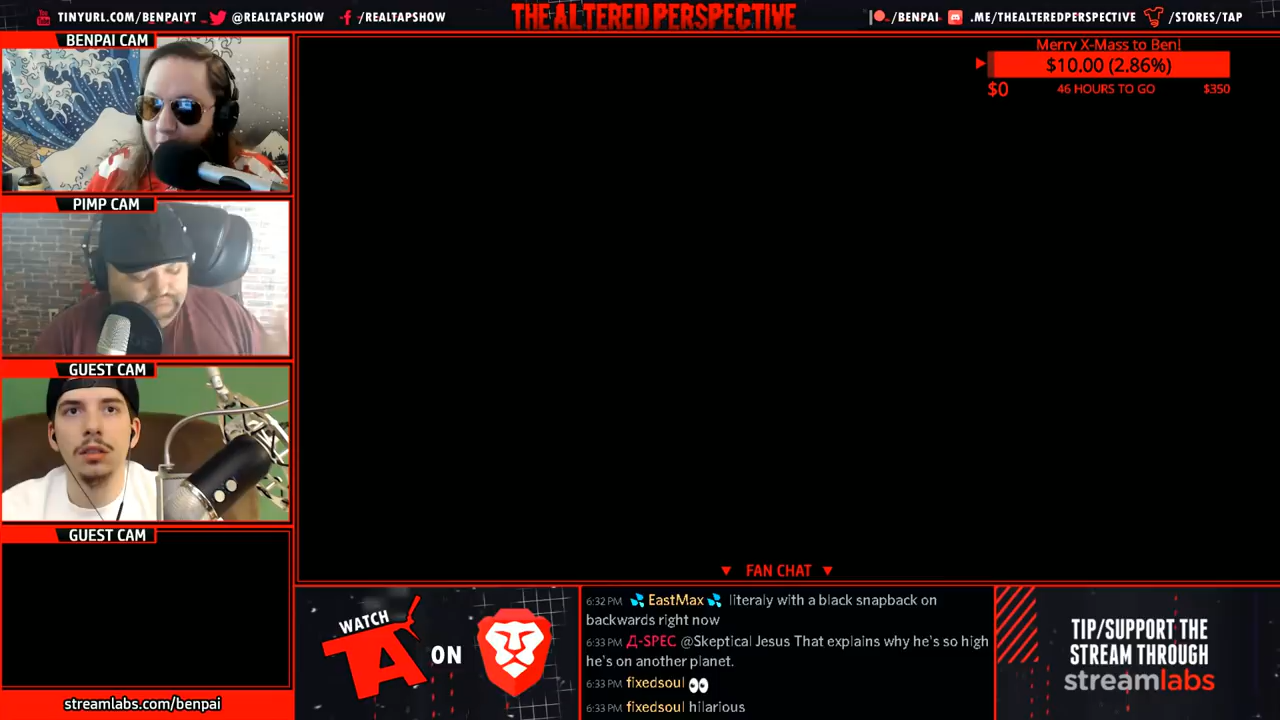 TINYURL.COM/BENPAIYT @REALTAPSHOW /REALTAPSHOW
THE ALTERED PERSPECTIVE
/BENPAI .ME/THEALTEREDPERSPECTIVE /STORES/TAP
BENPAI CAM
PIMP CAM
GUEST CAM
GUEST CAM
streamlabs.com/benpai
Merry X-Mass to Ben!
$10.00 (2.86%)
$0 46 HOURS TO GO $350
▼ FAN CHAT ▼
WATCH
TA
ON
6:32 PM 💦 EastMax 💦 literaly with a black snapback on
backwards right now
6:33 PM Д-SPEC @Skeptical Jesus That explains why he's so high
he's on another planet.
6:33 PM fixedsoul 👀
6:33 PM fixedsoul hilarious
TIP/SUPPORT THE
STREAM THROUGH
streamlabs